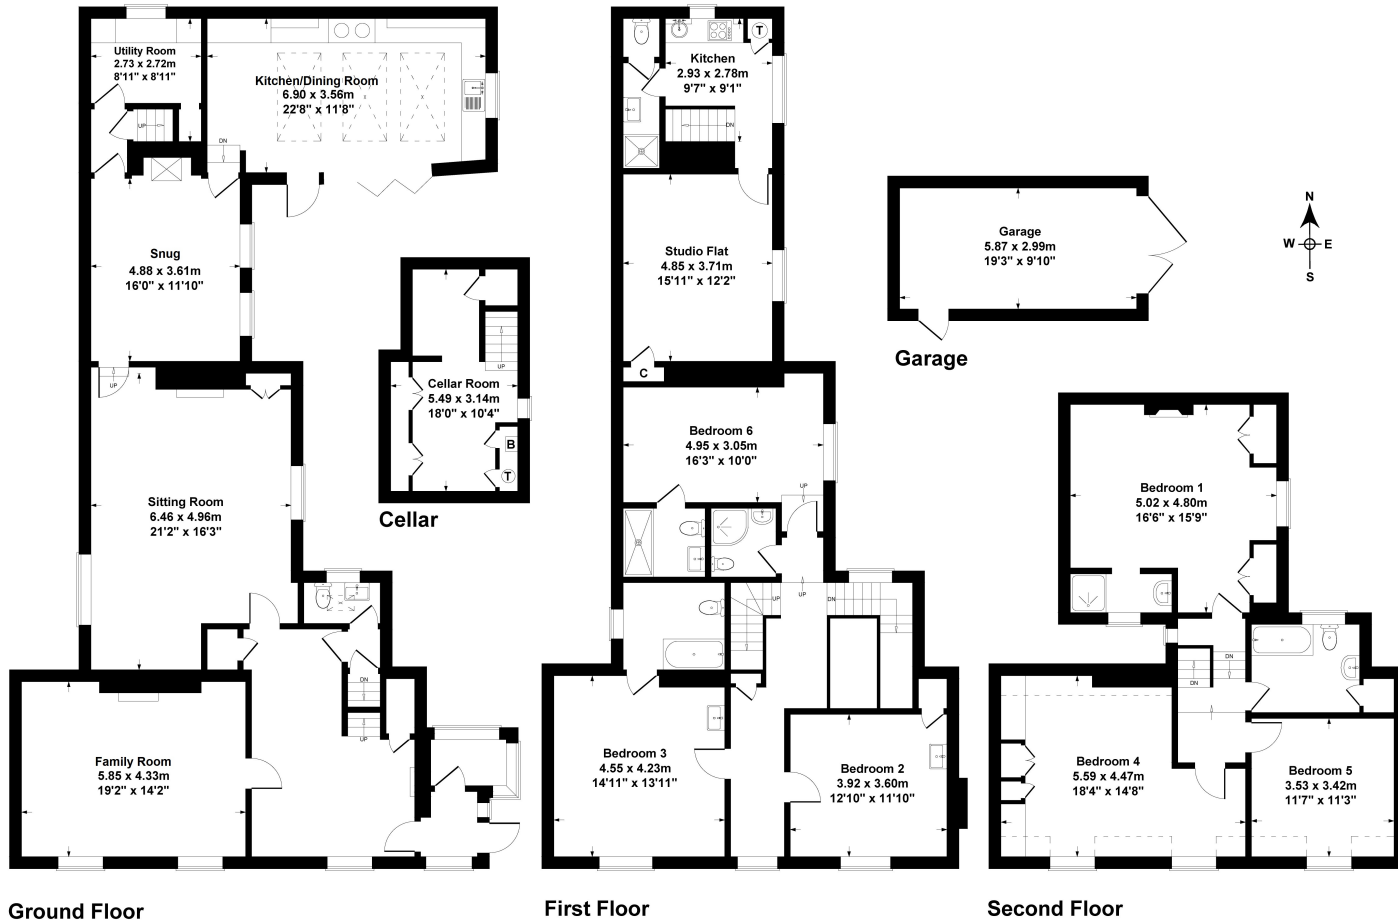 Utility Room
2.73 x 2.72m
8'11" x 8'11"
Kitchen/Dining Room
6.90 x 3.56m
22'8" x 11'8"
UP
DN
Snug
4.88 x 3.61m
16'0" x 11'10"
UP
Sitting Room
6.46 x 4.96m
21'2" x 16'3"
DN
UP
Family Room
5.85 x 4.33m
19'2" x 14'2"
Ground Floor
UP
Cellar Room
5.49 x 3.14m
18'0" x 10'4"
B
T
Cellar
T
Kitchen
2.93 x 2.78m
9'7" x 9'1"
DN
Studio Flat
4.85 x 3.71m
15'11" x 12'2"
C
Bedroom 6
4.95 x 3.05m
16'3" x 10'0"
UP
UP
UP
DN
Bedroom 3
4.55 x 4.23m
14'11" x 13'11"
Bedroom 2
3.92 x 3.60m
12'10" x 11'10"
First Floor
Garage
5.87 x 2.99m
19'3" x 9'10"
Garage
N
W
E
S
Bedroom 1
5.02 x 4.80m
16'6" x 15'9"
DN
DN
Bedroom 4
5.59 x 4.47m
18'4" x 14'8"
Bedroom 5
3.53 x 3.42m
11'7" x 11'3"
Second Floor